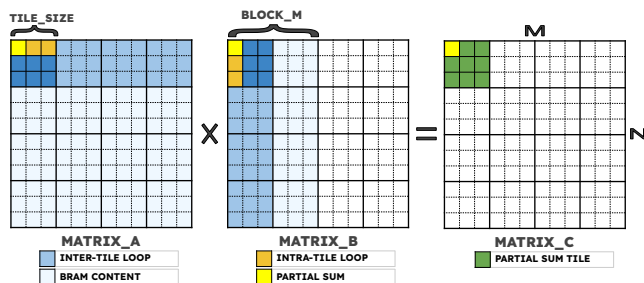 TILE_SIZE
BLOCK_M
M
X
=
N
MATRIX_A
MATRIX_B
MATRIX_C
INTER-TILE LOOP
INTRA-TILE LOOP
PARTIAL SUM TILE
BRAM CONTENT
PARTIAL SUM